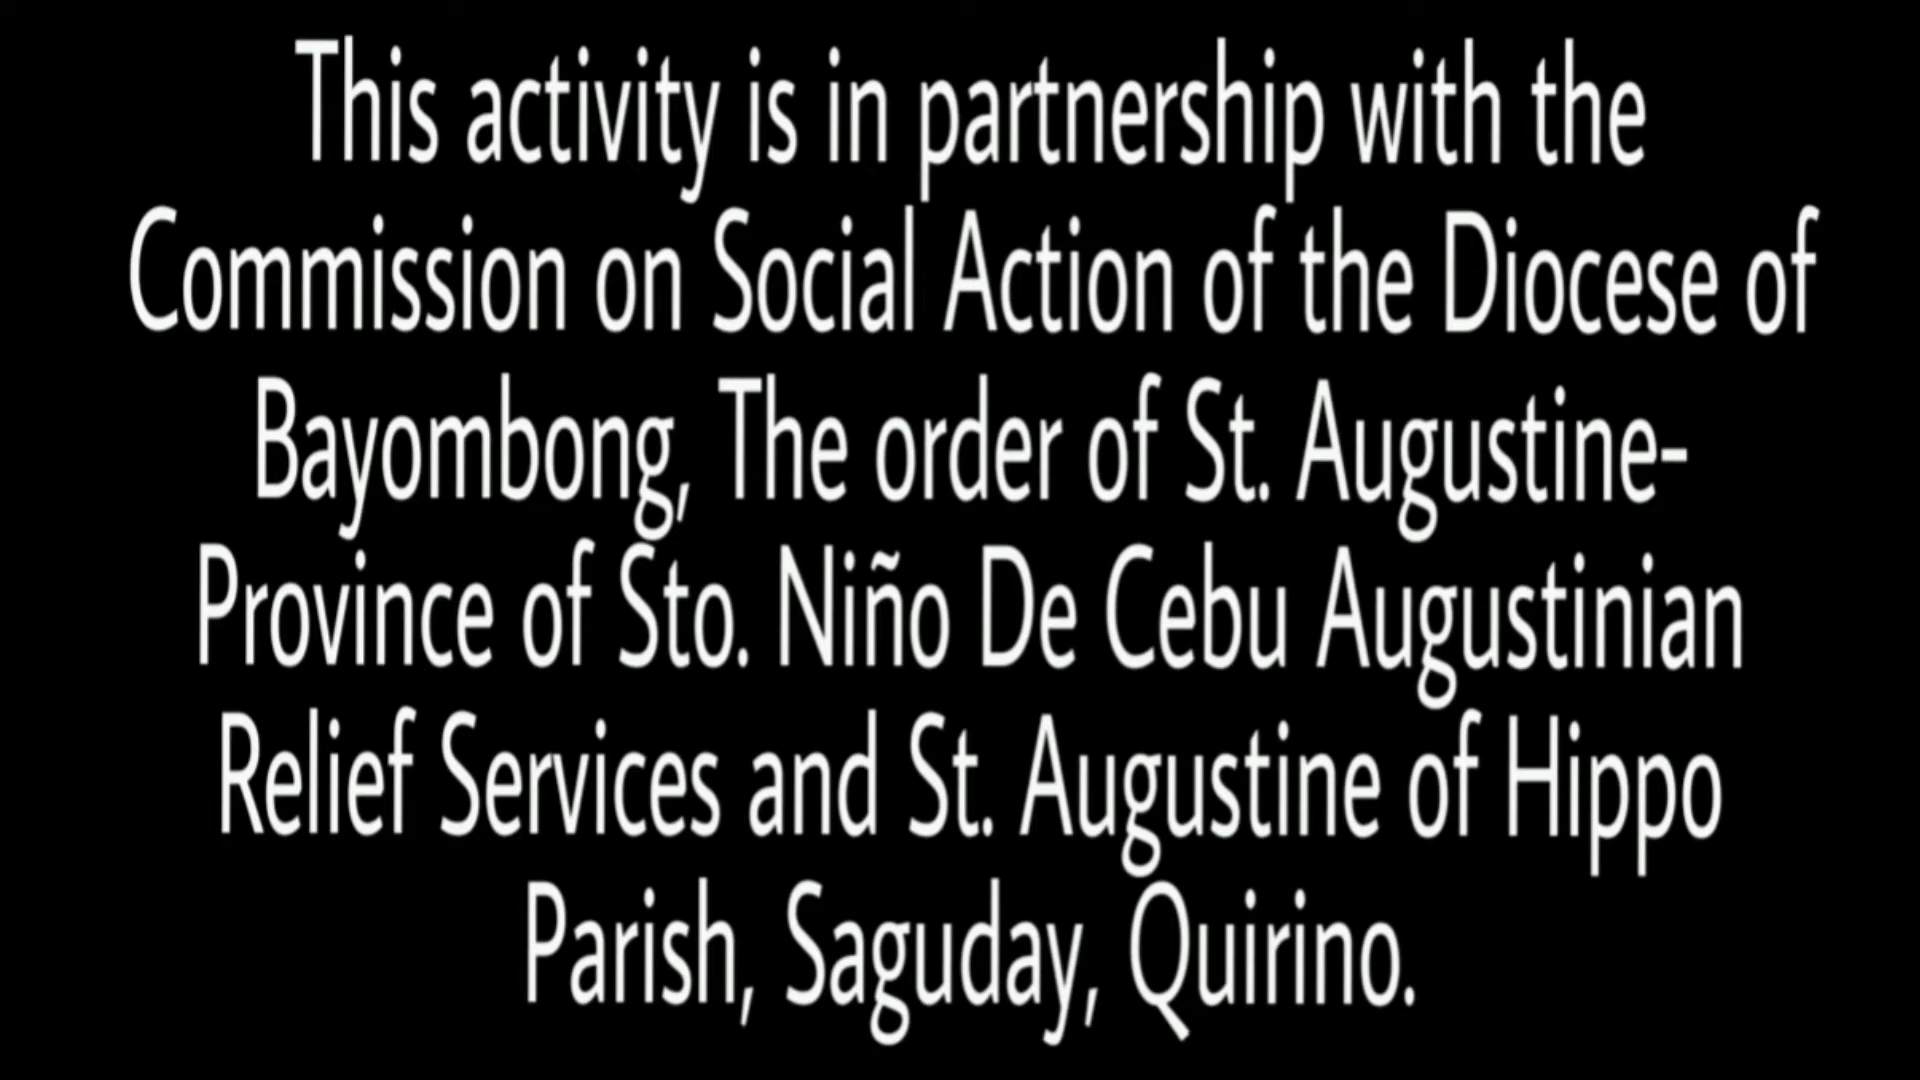 This activity is in partnership with the
Commission on Social Action of the Diocese of
Bayombong, The order of St. Augustine-
Province of Sto. Niño De Cebu Augustinian
Relief Services and St. Augustine of Hippo
Parish, Saguday, Quirino.